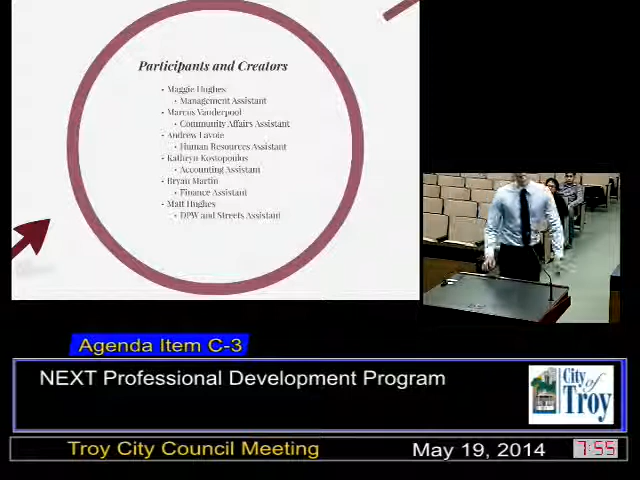 Participants and Creators
• Maggie Hughes
• Management Assistant
• Marcus Vanderpool
• Community Affairs Assistant
• Andrew Lavoie
• Human Resources Assistant
• Kathryn Kostopoulos
• Accounting Assistant
• Bryan Martin
• Finance Assistant
• Matt Hughes
• DPW and Streets Assistant
Agenda Item C-3
NEXT Professional Development Program
City
of
Troy
Troy City Council Meeting May 19, 2014 7:55